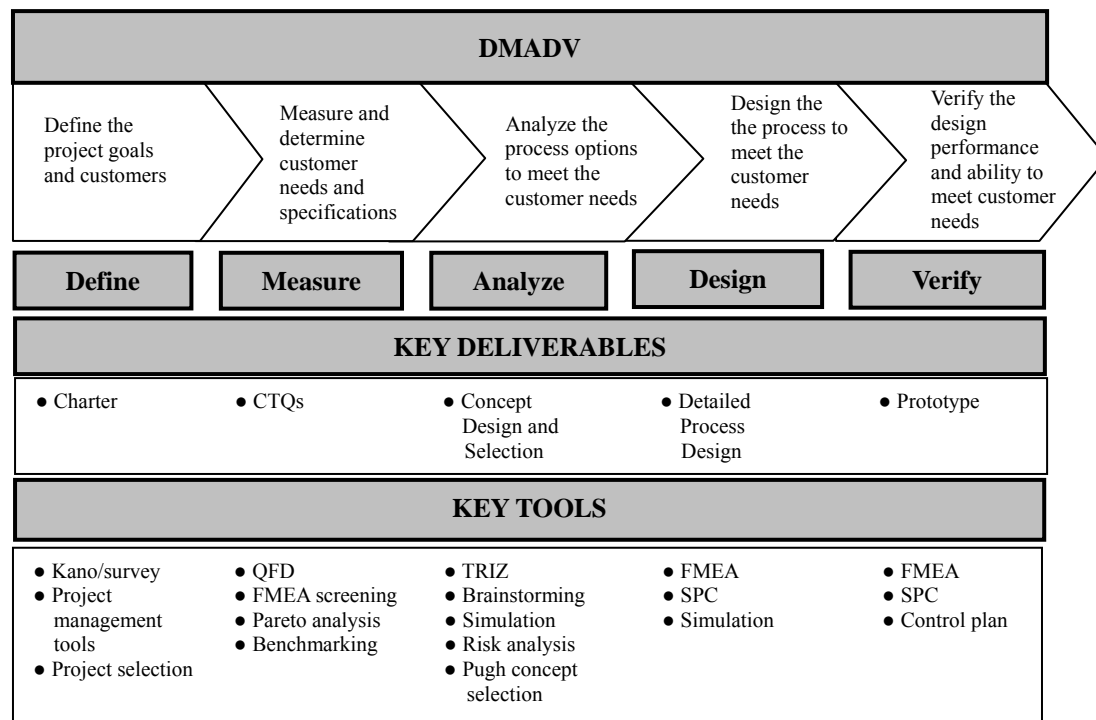 DMADV
Define the
project goals
and customers
Measure and
determine
customer
needs and
specifications
Analyze the
process options
to meet the
customer needs
Design the
the process to
meet the
customer
needs
Verify the
design
performance
and ability to
meet customer
needs
Define
Measure
Analyze
Design
Verify
KEY DELIVERABLES
● Charter
● CTQs
● Concept
Design and
Selection
● Detailed
Process
Design
● Prototype
KEY TOOLS
● Kano/survey
● Project
management
tools
● Project selection
● QFD
● FMEA screening
● Pareto analysis
● Benchmarking
● TRIZ
● Brainstorming
● Simulation
● Risk analysis
● Pugh concept
selection
● FMEA
● SPC
● Simulation
● FMEA
● SPC
● Control plan